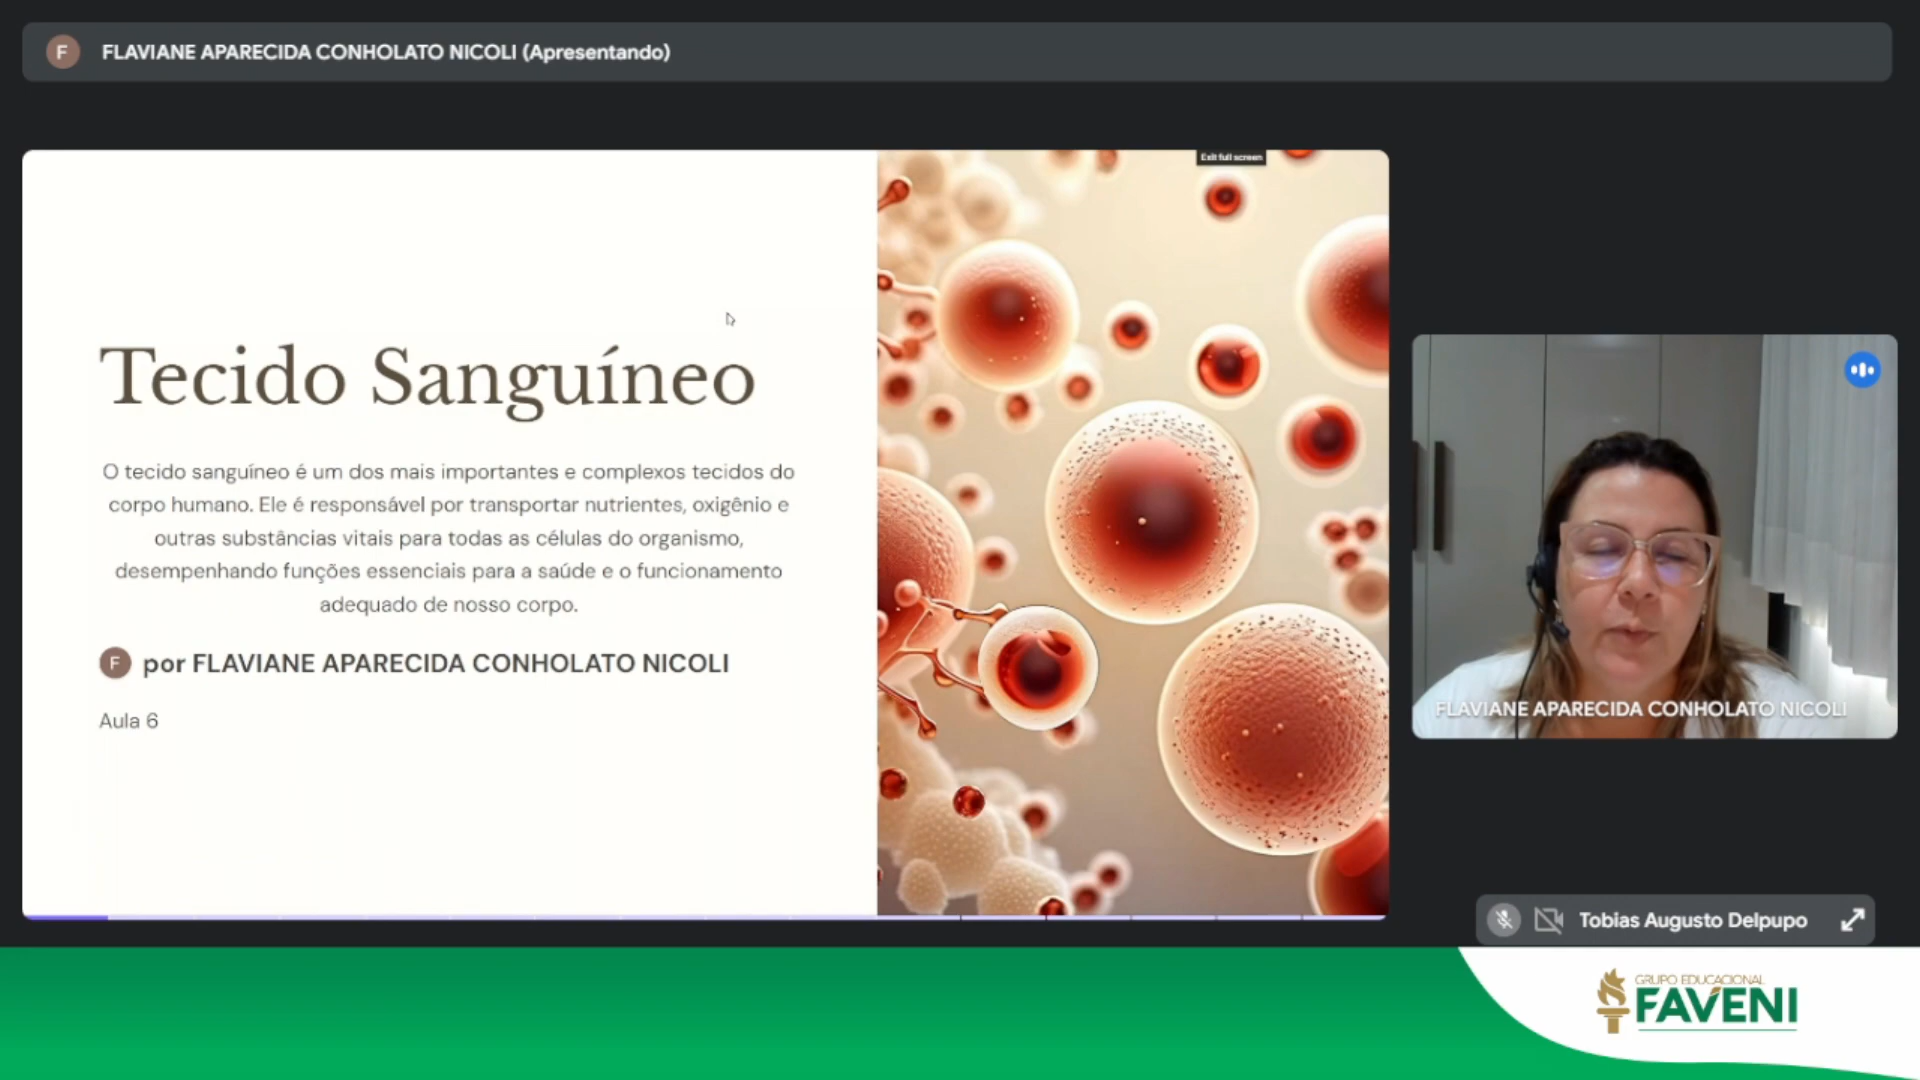 F FLAVIANE APARECIDA CONHOLATO NICOLI (Apresentando)
Exit full screen
Tecido Sanguíneo
O tecido sanguíneo é um dos mais importantes e complexos tecidos do
corpo humano. Ele é responsável por transportar nutrientes, oxigênio e
outras substâncias vitais para todas as células do organismo,
desempenhando funções essenciais para a saúde e o funcionamento
adequado de nosso corpo.
F por FLAVIANE APARECIDA CONHOLATO NICOLI
Aula 6
FLAVIANE APARECIDA CONHOLATO NICOLI
Tobias Augusto Delpupo
GRUPO EDUCACIONAL
FAVENI